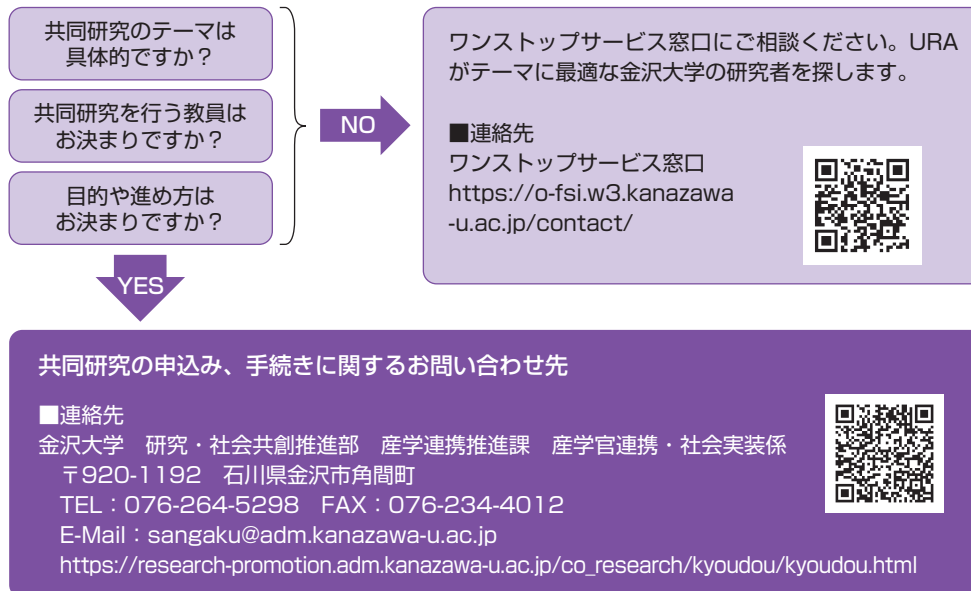 共同研究のテーマは
具体的ですか？
共同研究を行う教員は
お決まりですか？
目的や進め方は
お決まりですか？
NO
ワンストップサービス窓口にご相談ください。URA
がテーマに最適な金沢大学の研究者を探します。
■連絡先
ワンストップサービス窓口
https://o-fsi.w3.kanazawa
-u.ac.jp/contact/
YES
共同研究の申込み、手続きに関するお問い合わせ先
■連絡先
金沢大学　研究・社会共創推進部　産学連携推進課　産学官連携・社会実装係
〒920-1192　石川県金沢市角間町
TEL：076-264-5298　FAX：076-234-4012
E-Mail：sangaku@adm.kanazawa-u.ac.jp
https://research-promotion.adm.kanazawa-u.ac.jp/co_research/kyoudou/kyoudou.html